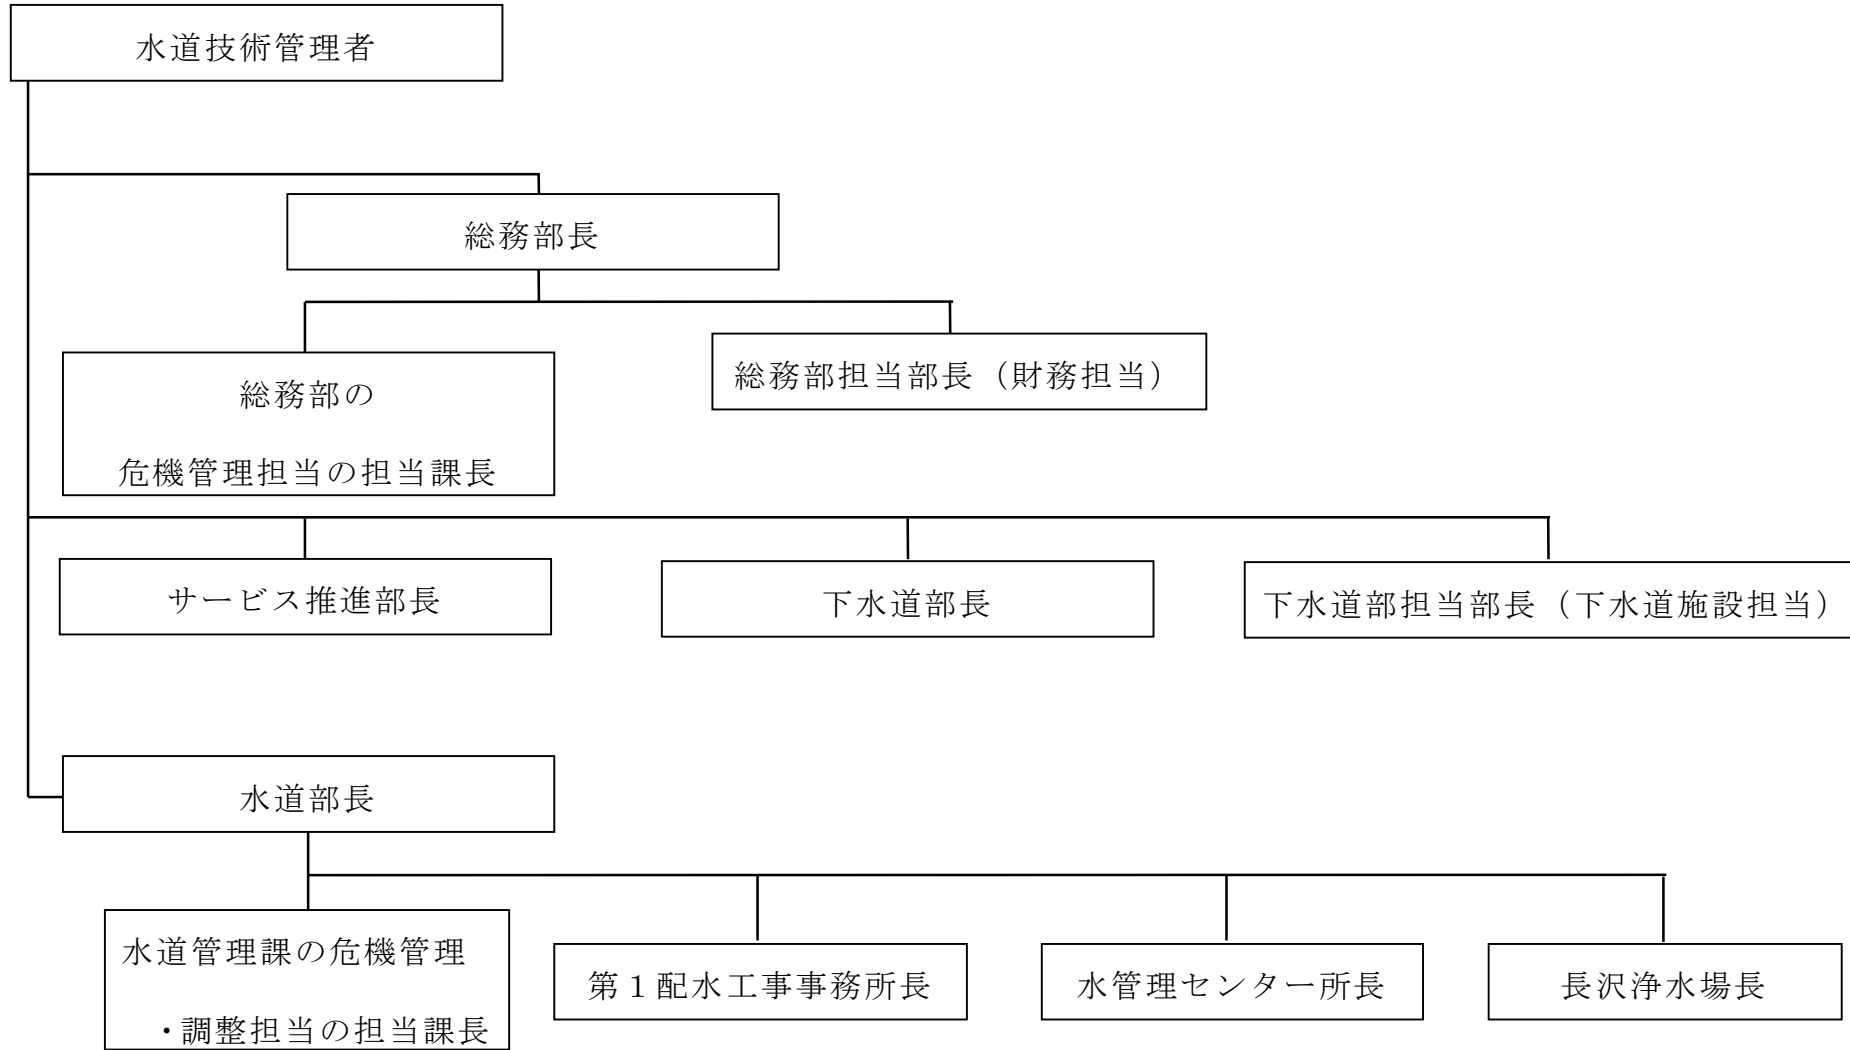 水道技術管理者
総務部長
総務部の
危機管理担当の担当課長
総務部担当部長（財務担当）
サービス推進部長
下水道部長
下水道部担当部長（下水道施設担当）
水道部長
水道管理課の危機管理
・調整担当の担当課長
第１配水工事事務所長
水管理センター所長
長沢浄水場長